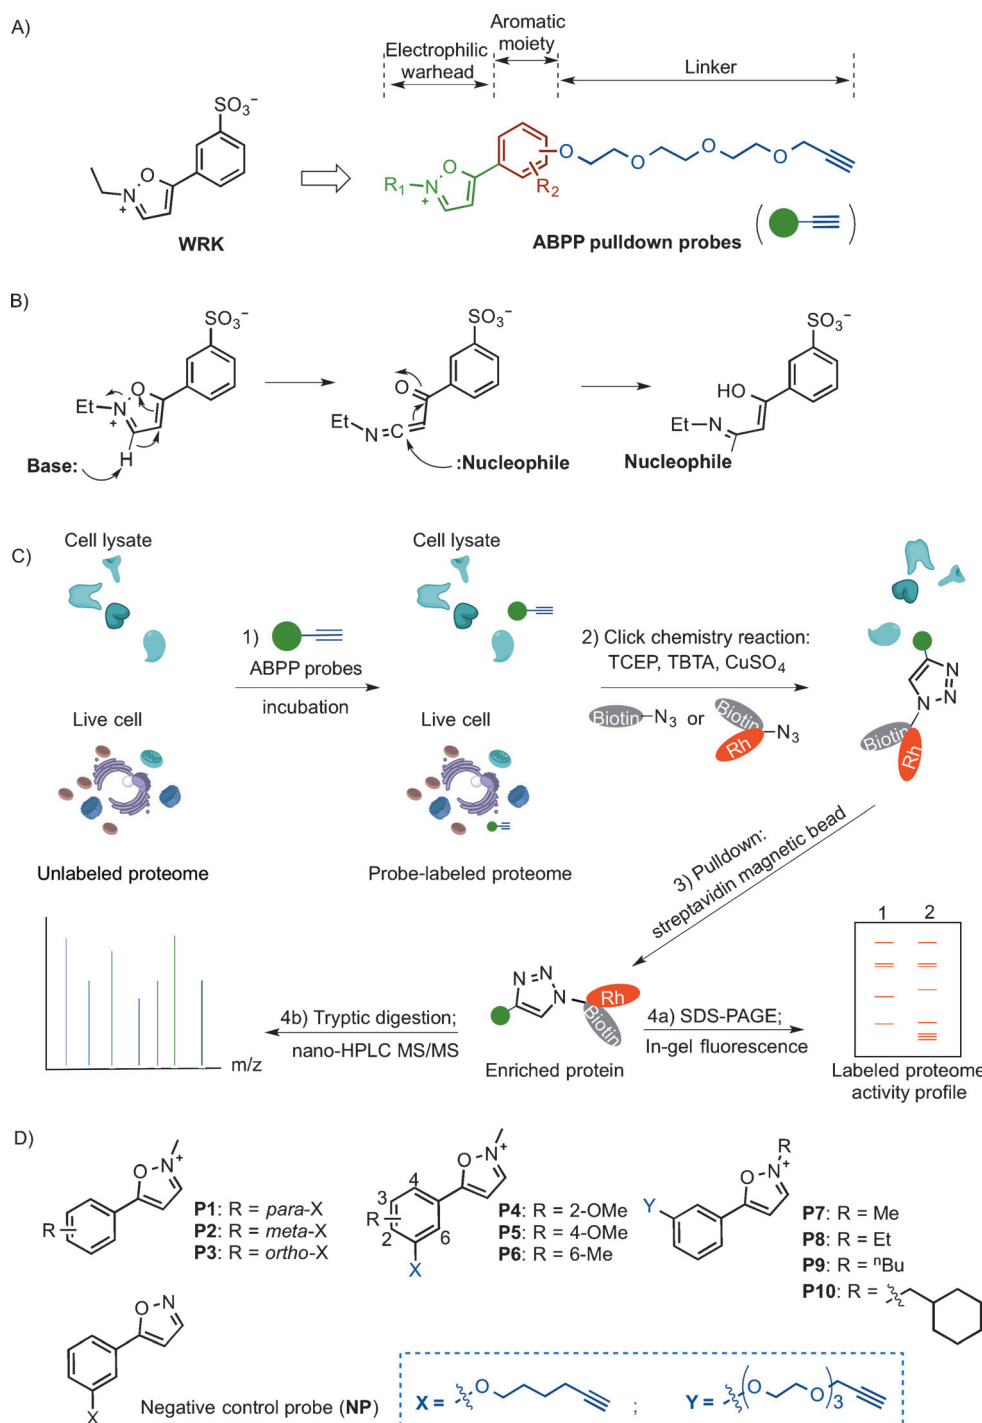 A)
Electrophilic
warhead
Aromatic
moiety
Linker
SO3−
O
N
+
WRK
R1
N
+
O
R2
O
O
O
O
ABPP pulldown probes
B)
SO3−
Et
N
+
O
H
Base:
SO3−
O
Et
N
C
:Nucleophile
SO3−
HO
Et
N
Nucleophile
C)
Cell lysate
Live cell
Unlabeled proteome
1)
ABPP probes
incubation
Cell lysate
Live cell
Probe-labeled proteome
2) Click chemistry reaction:
TCEP, TBTA, CuSO4
Biotin
N3
or
Biotin
Rh
N3
N
N
N
Biotin
Rh
3) Pulldown:
streptavidin magnetic bead
N
N
N
Rh
Biotin
Enriched protein
4a) SDS-PAGE;
In-gel fluorescence
1 2
Labeled proteome
activity profile
4b) Tryptic digestion;
nano-HPLC MS/MS
m/z
D)
O
N
+
R
P1: R = para-X
P2: R = meta-X
P3: R = ortho-X
O
N
+
4
3
R
2
6
X
P4: R = 2-OMe
P5: R = 4-OMe
P6: R = 6-Me
R
O
N
+
Y
P7: R = Me
P8: R = Et
P9: R = nBu
P10: R =
O
N
X
Negative control probe (NP)
X =
O
;
Y =
(
O
O
)
3